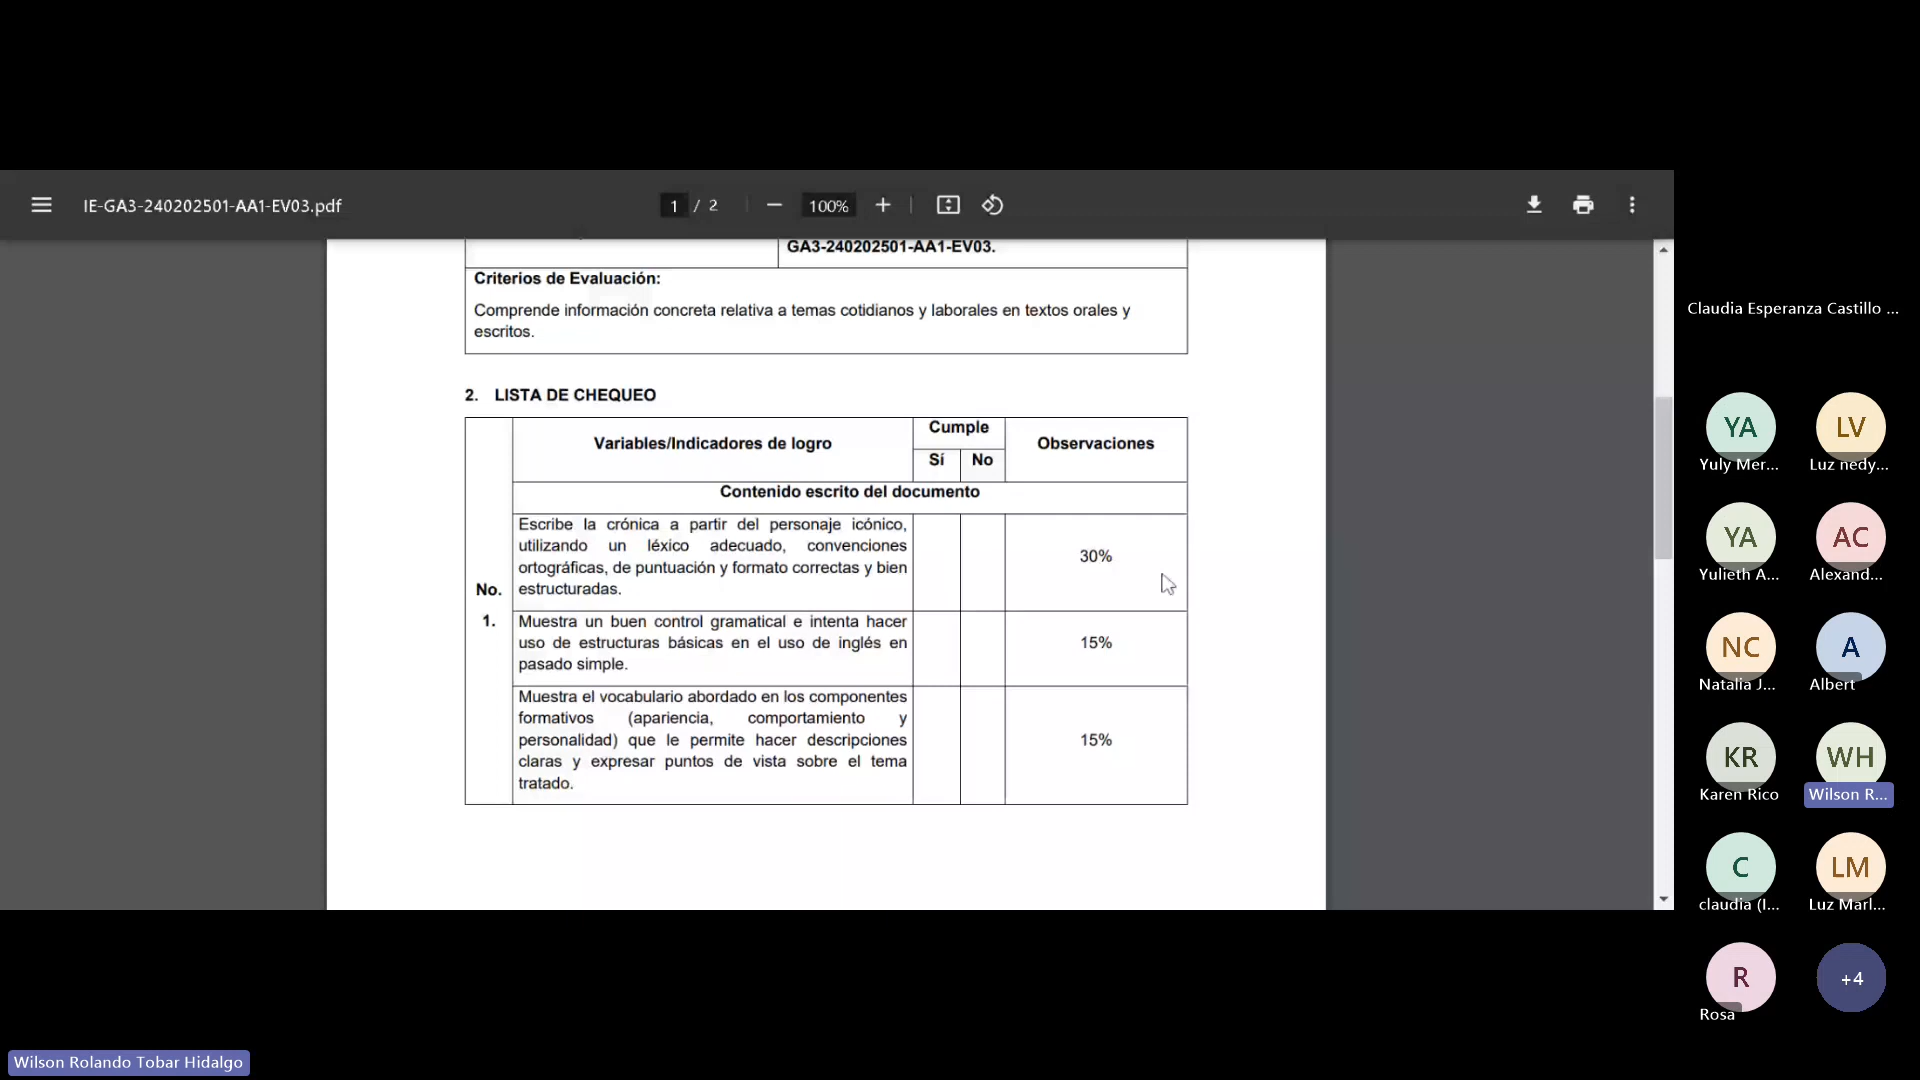 IE-GA3-240202501-AA1-EV03.pdf
1 / 2
100%
GA3-240202501-AA1-EV03.
Criterios de Evaluación:
Comprende información concreta relativa a temas cotidianos y laborales en textos orales y
escritos.
2. LISTA DE CHEQUEO
Variables/Indicadores de logro
Cumple
Sí No
Observaciones
Contenido escrito del documento
No.
Escribe la crónica a partir del personaje icónico,
utilizando un léxico adecuado, convenciones
ortográficas, de puntuación y formato correctas y bien
estructuradas.
30%
1.
Muestra un buen control gramatical e intenta hacer
uso de estructuras básicas en el uso de inglés en
pasado simple.
15%
Muestra el vocabulario abordado en los componentes
formativos (apariencia, comportamiento y
personalidad) que le permite hacer descripciones
claras y expresar puntos de vista sobre el tema
tratado.
15%
Claudia Esperanza Castillo ...
YA LV
Yuly Mer... Luz nedy...
YA AC
Yulieth A... Alexand...
NC A
Natalia J... Albert
KR WH
Karen Rico Wilson R...
C LM
claudia (I... Luz Marl...
R +4
Rosa
Wilson Rolando Tobar Hidalgo